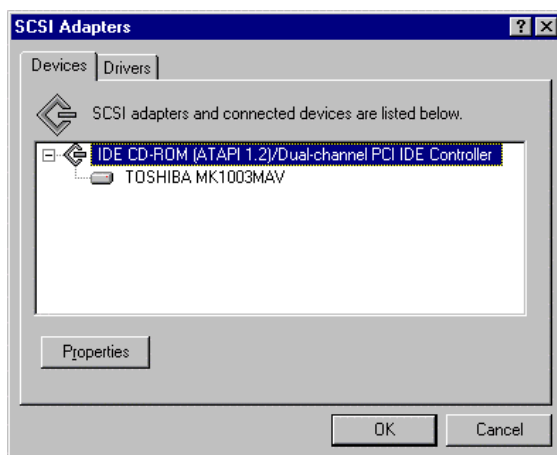 SCSI Adapters
Devices Drivers
SCSI adapters and connected devices are listed below.
IDE CD-ROM (ATAPI 1.2)/Dual-channel PCI IDE Controller
TOSHIBA MK1003MAV
Properties
OK Cancel